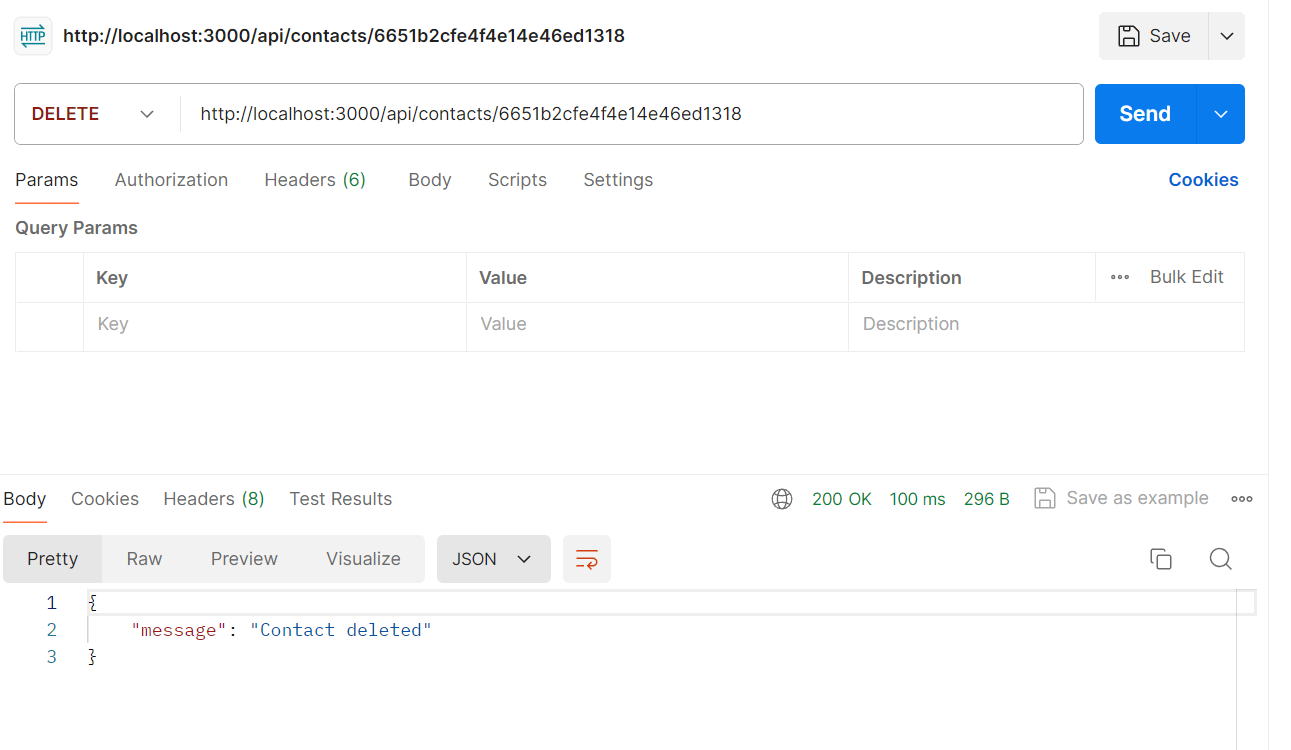 HTTP http://localhost:3000/api/contacts/6651b2cfe4f4e14e46ed1318 Save
DELETE http://localhost:3000/api/contacts/6651b2cfe4f4e14e46ed1318 Send
Params Authorization Headers (6) Body Scripts Settings Cookies
Query Params
Key Value Description Bulk Edit
Key Value Description
Body Cookies Headers (8) Test Results 200 OK 100 ms 296 B Save as example
Pretty Raw Preview Visualize JSON
1 {
2 "message": "Contact deleted"
3 }